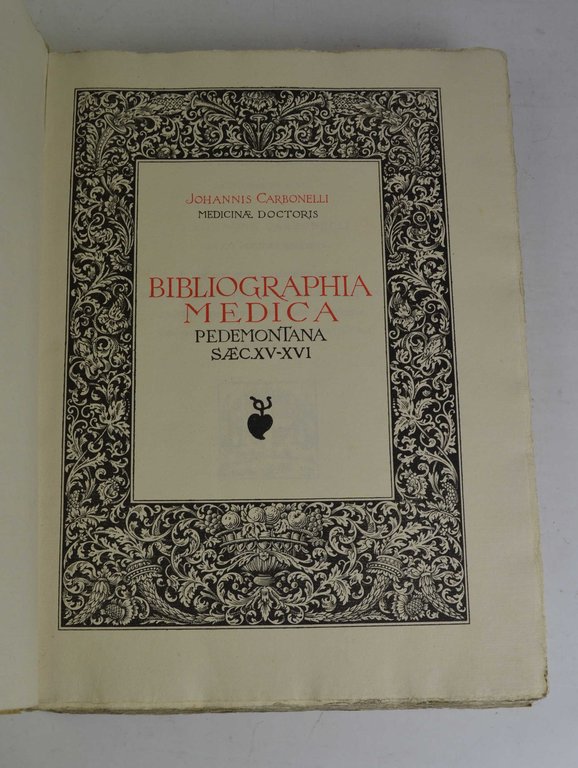 JOHANNIS CARBONELLI
MEDICINÆ DOCTORIS
BIBLIOGRAPHIA
MEDICA
PEDEMONTANA
SÆC.XV-XVI